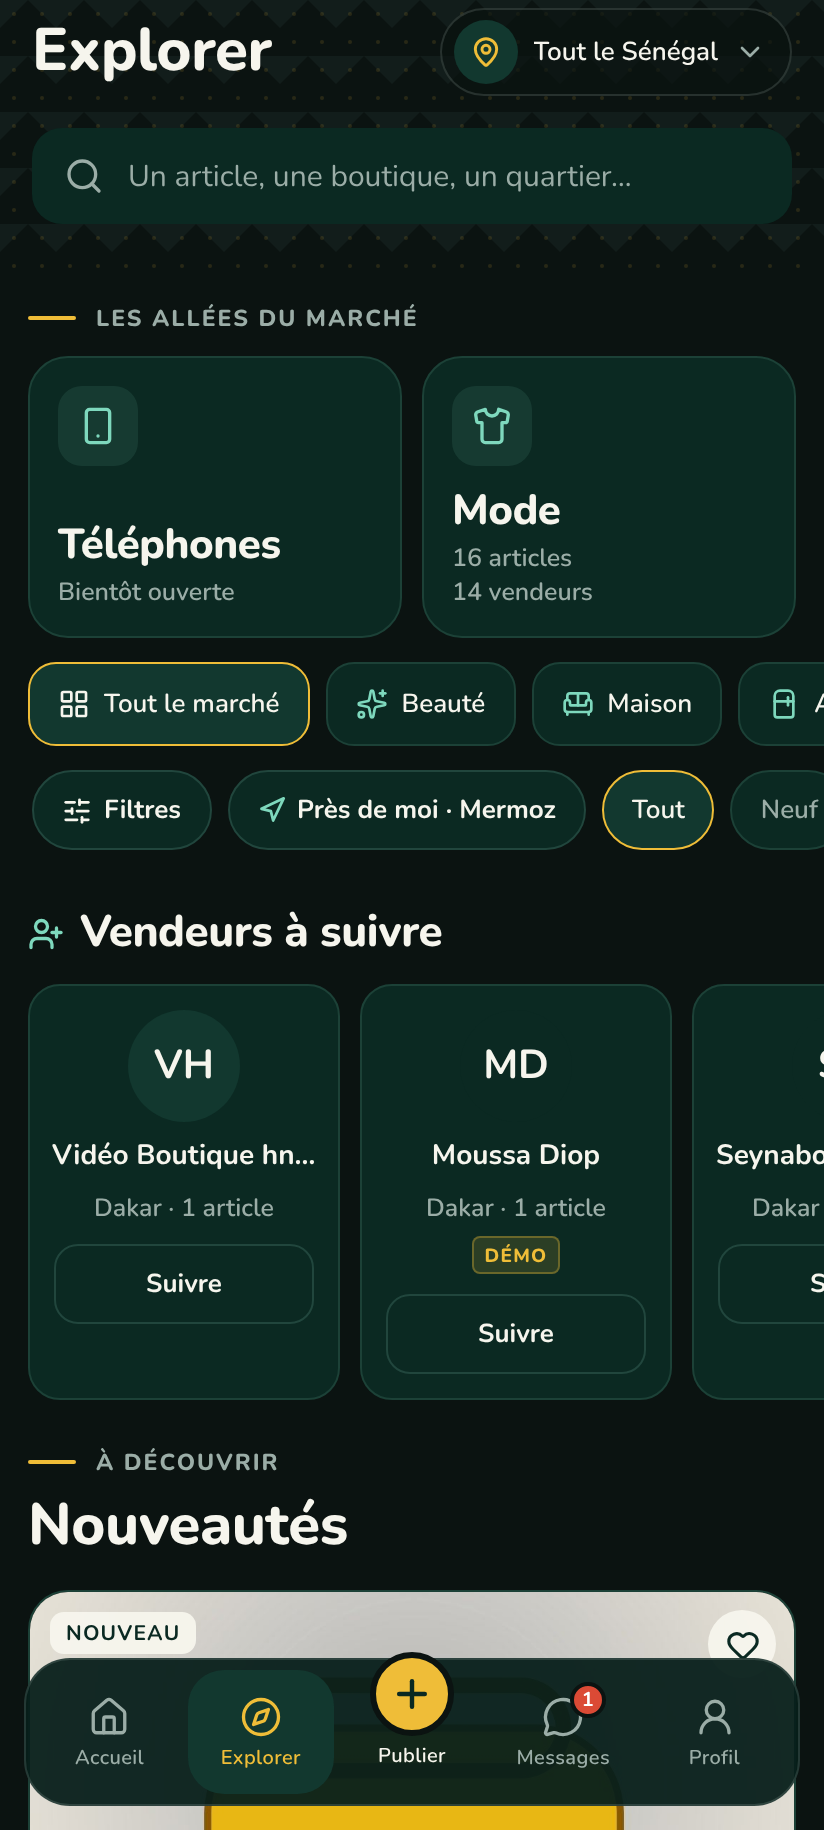 Explorer
Tout le Sénégal
Un article, une boutique, un quartier...
LES ALLÉES DU MARCHÉ
Téléphones
Bientôt ouverte
Mode
16 articles
14 vendeurs
Tout le marché
Beauté
Maison
Filtres
Près de moi · Mermoz
Tout
Neuf
Vendeurs à suivre
VH
Vidéo Boutique hn...
Dakar · 1 article
Suivre
MD
Moussa Diop
Dakar · 1 article
DÉMO
Suivre
Seynabo
Dakar
À DÉCOUVRIR
Nouveautés
NOUVEAU
Accueil
Explorer
Publier
1
Messages
Profil